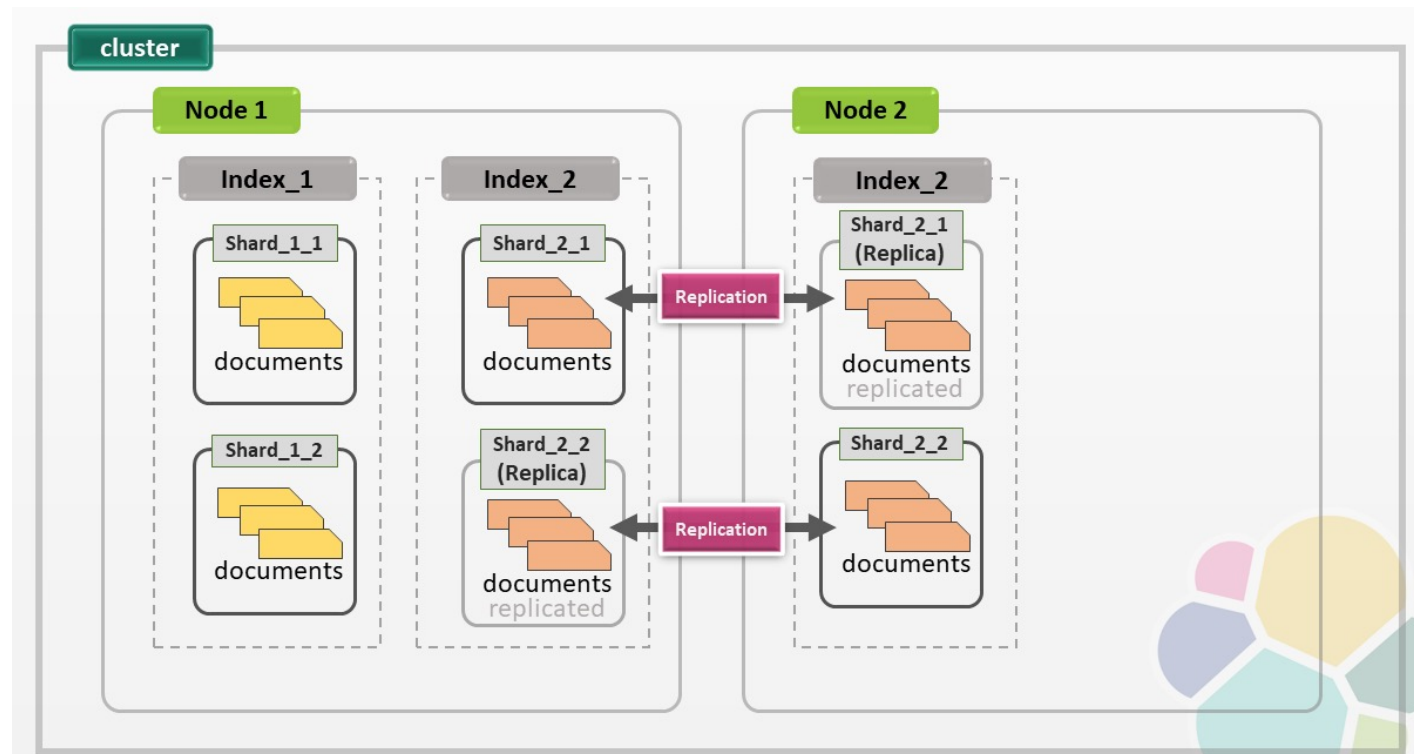 cluster
Node 1
Index_1
Shard_1_1
documents
Shard_1_2
documents
Index_2
Shard_2_1
documents
Shard_2_2
(Replica)
documents
replicated
Replication
Replication
Node 2
Index_2
Shard_2_1
(Replica)
documents
replicated
Shard_2_2
documents